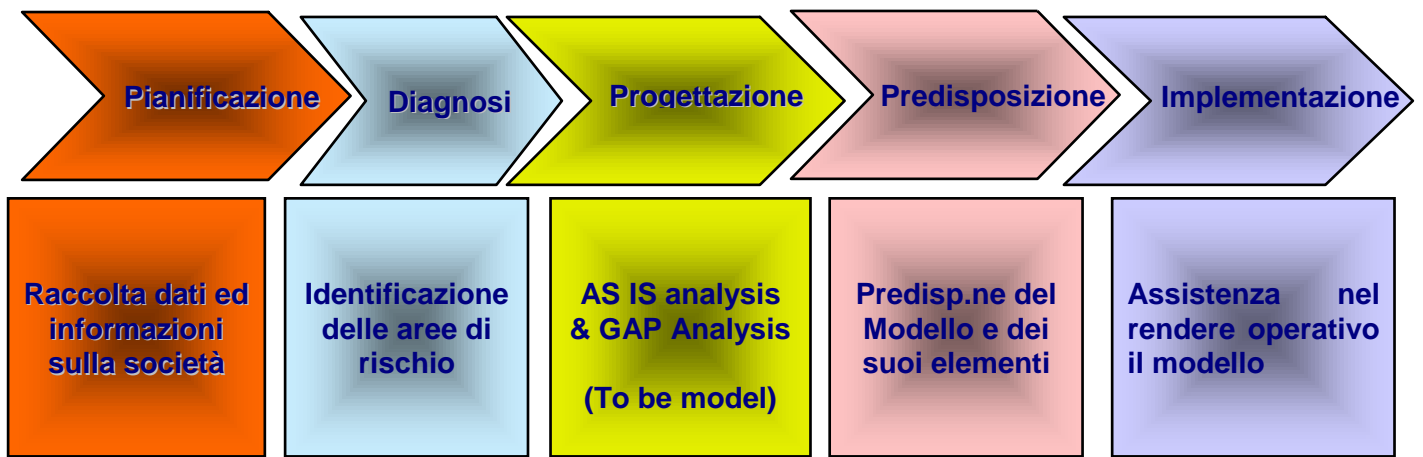 Pianificazione
Diagnosi
Progettazione
Predisposizione
Implementazione
Raccolta dati ed
informazioni
sulla società
Identificazione
delle aree di
rischio
AS IS analysis
& GAP Analysis
(To be model)
Predisp.ne del
Modello e dei
suoi elementi
Assistenza nel
rendere operativo
il modello